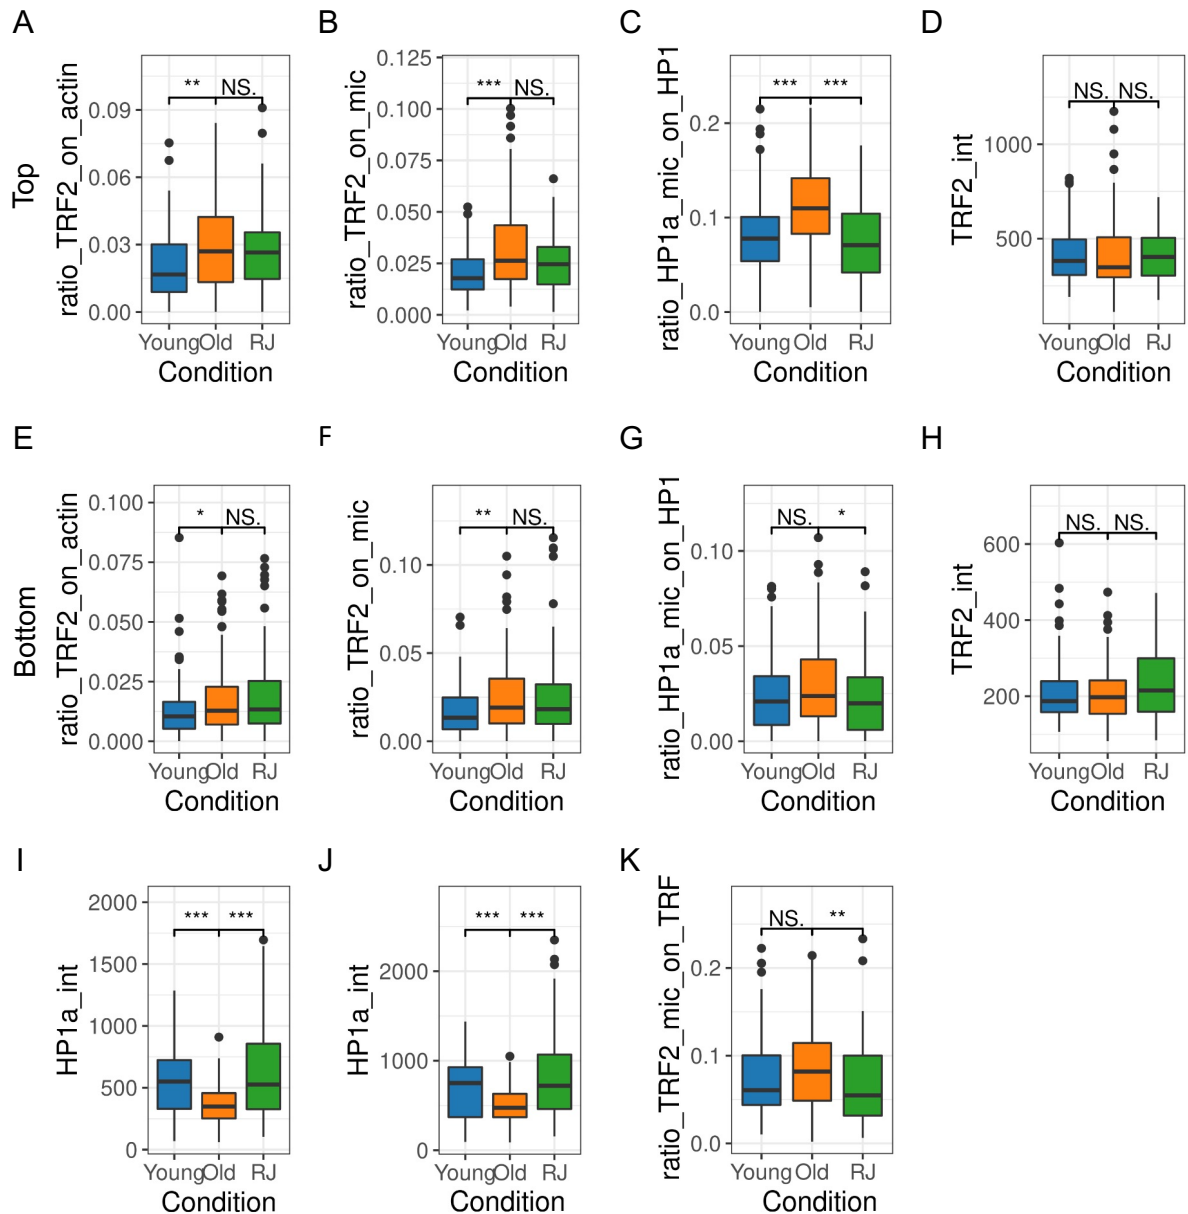 A
B
C
D
Top
ratio_TRF2_on_actin
0.09
0.06
0.03
0.00
** NS.
Young Old RJ
Condition
ratio_TRF2_on_mic
0.125
0.100
0.075
0.050
0.025
0.000
*** NS.
Young Old RJ
Condition
ratio_HP1a_mic_on_HP1
0.2
0.1
0.0
*** ***
Young Old RJ
Condition
TRF2_int
1000
500
NS. NS.
Young Old RJ
Condition
E
F
G
H
Bottom
ratio_TRF2_on_actin
0.100
0.075
0.050
0.025
0.000
* NS.
Young Old RJ
Condition
ratio_TRF2_on_mic
0.10
0.05
0.00
** NS.
Young Old RJ
Condition
ratio_HP1a_mic_on_HP1
0.10
0.05
0.00
NS. *
Young Old RJ
Condition
TRF2_int
600
400
200
NS. NS.
Young Old RJ
Condition
I
J
K
HP1a_int
2000
1500
1000
500
0
*** ***
Young Old RJ
Condition
HP1a_int
2000
1000
0
*** ***
Young Old RJ
Condition
ratio_TRF2_mic_on_TRF
0.2
0.1
0.0
NS. **
Young Old RJ
Condition